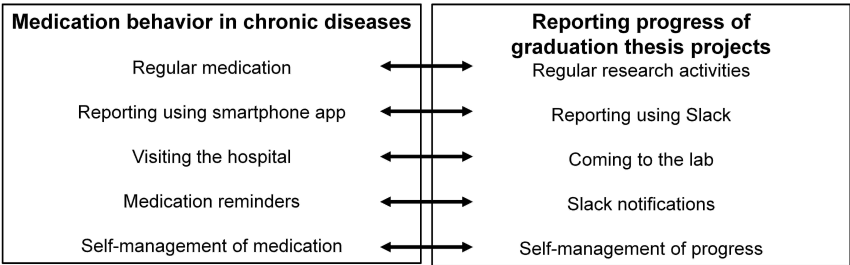 Medication behavior in chronic diseases
Regular medication
Reporting using smartphone app
Visiting the hospital
Medication reminders
Self-management of medication
Reporting progress of
graduation thesis projects
Regular research activities
Reporting using Slack
Coming to the lab
Slack notifications
Self-management of progress